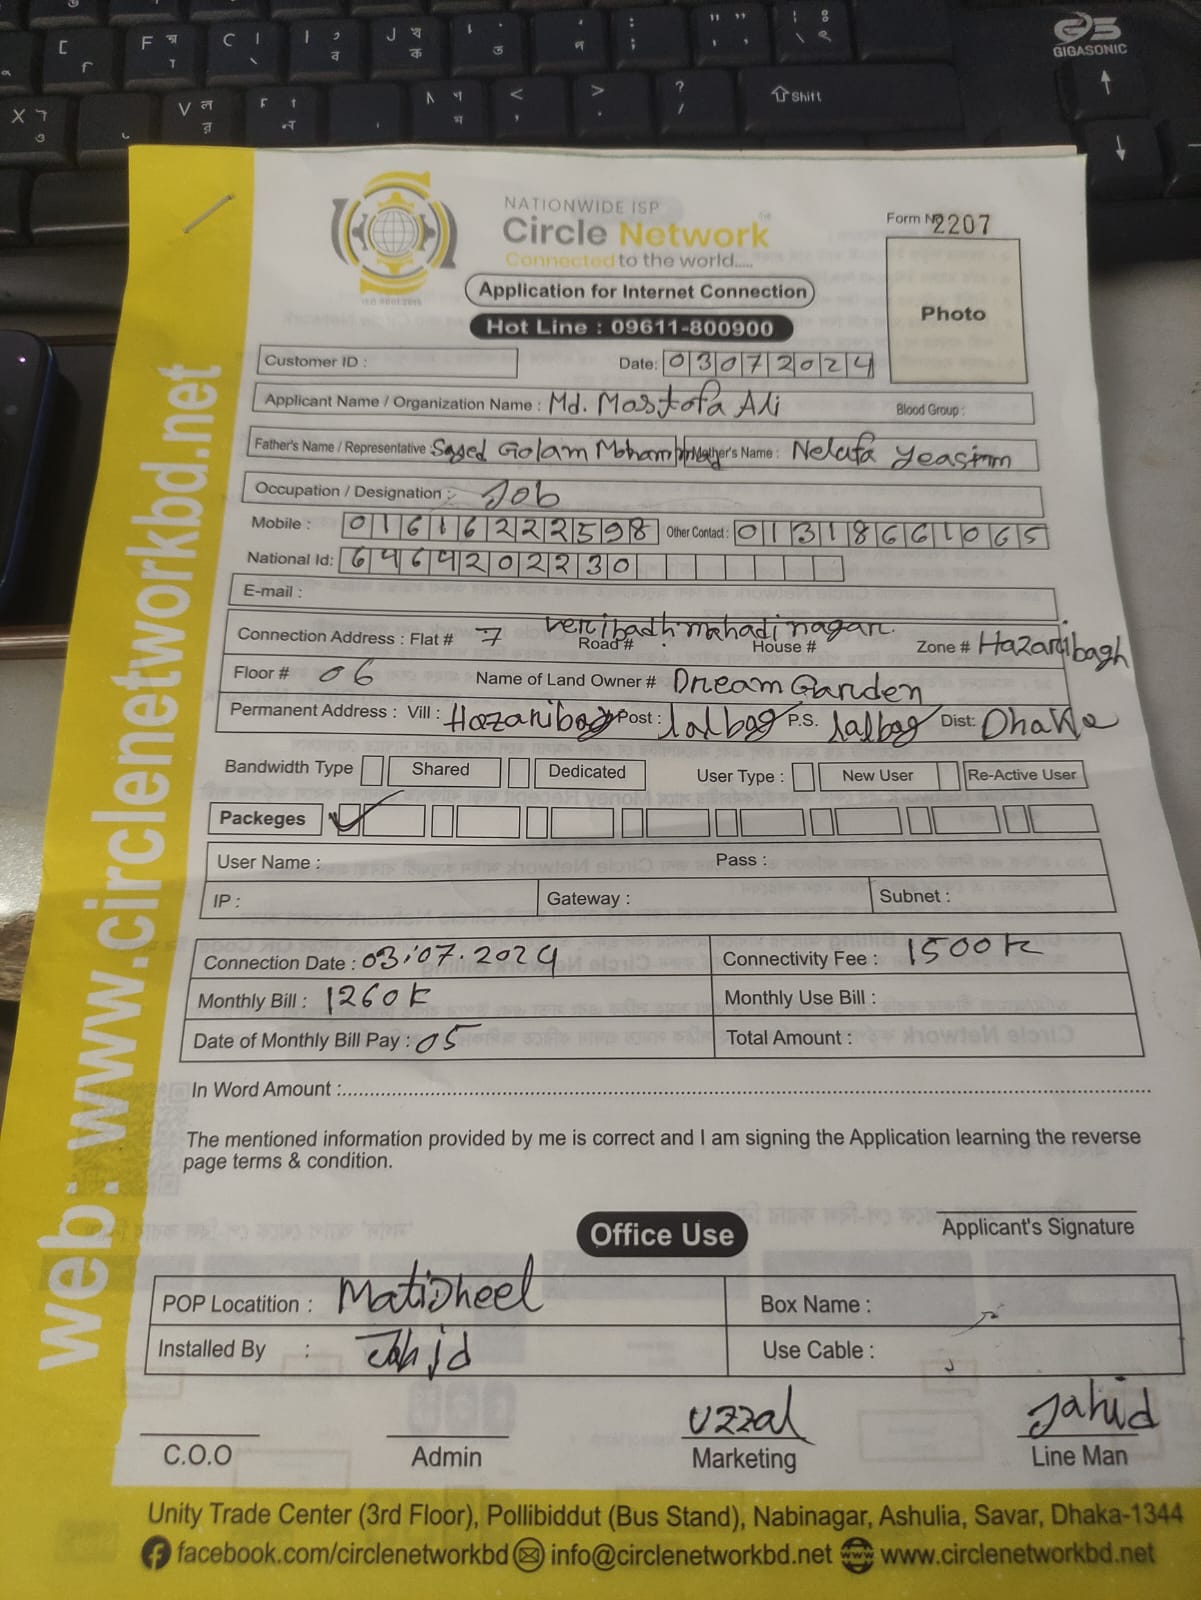 NATIONWIDE ISP
Circle Network
Connected to the world.....
ISO 9001:2015
Form No 2207
Photo
Application for Internet Connection
Hot Line : 09611-800900
Customer ID :
Date: 03072024
Applicant Name / Organization Name : Md. Mostofa Ali Blood Group :
Father's Name / Representative : Sayed Golam Mohammad Mother's Name : Nelufa Yeasmm
Occupation / Designation : Job
Mobile : 01616222598 Other Contact : 01318661065
National Id: 6464202230
E-mail :
veribadh mahadi nagar.
Connection Address : Flat # 7 Road # House # Zone # Hazaribagh
Floor # 06 Name of Land Owner # Dream Garden
Permanent Address : Vill : Hazaribag Post : lalbag P.S. lalbag Dist: Dhaka
Bandwidth Type Shared Dedicated User Type : New User Re-Active User
Packeges
User Name : Pass :
IP : Gateway : Subnet :
Connection Date : 03.07.2024 Connectivity Fee : 1500 K
Monthly Bill : 1260 K Monthly Use Bill :
Date of Monthly Bill Pay : 05 Total Amount :
In Word Amount :
The mentioned information provided by me is correct and I am signing the Application learning the reverse
page terms & condition.
Applicant's Signature
Office Use
POP Locatition : Matijheel Box Name :
Installed By : Jahid Use Cable :
Uzzal Jahid
C.O.O Admin Marketing Line Man
Unity Trade Center (3rd Floor), Pollibiddut (Bus Stand), Nabinagar, Ashulia, Savar, Dhaka-1344
facebook.com/circlenetworkbd info@circlenetworkbd.net www.circlenetworkbd.net
web: www.circlenetworkbd.net
GIGASONIC
Shift